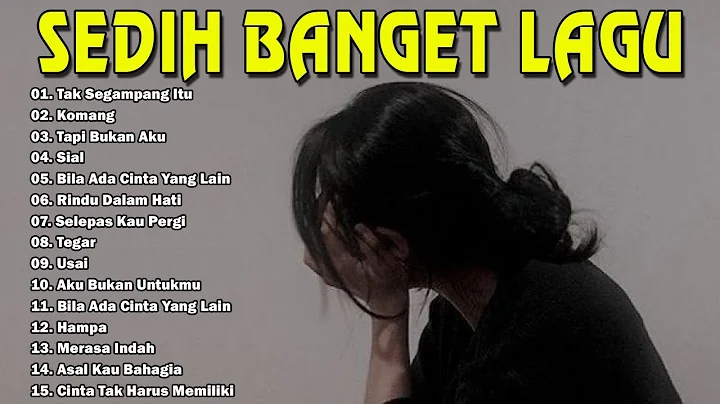 SEDIH BANGET LAGU
01. Tak Segampang Itu
02. Komang
03. Tapi Bukan Aku
04. Sial
05. Bila Ada Cinta Yang Lain
06. Rindu Dalam Hati
07. Selepas Kau Pergi
08. Tegar
09. Usai
10. Aku Bukan Untukmu
11. Bila Ada Cinta Yang Lain
12. Hampa
13. Merasa Indah
14. Asal Kau Bahagia
15. Cinta Tak Harus Memiliki